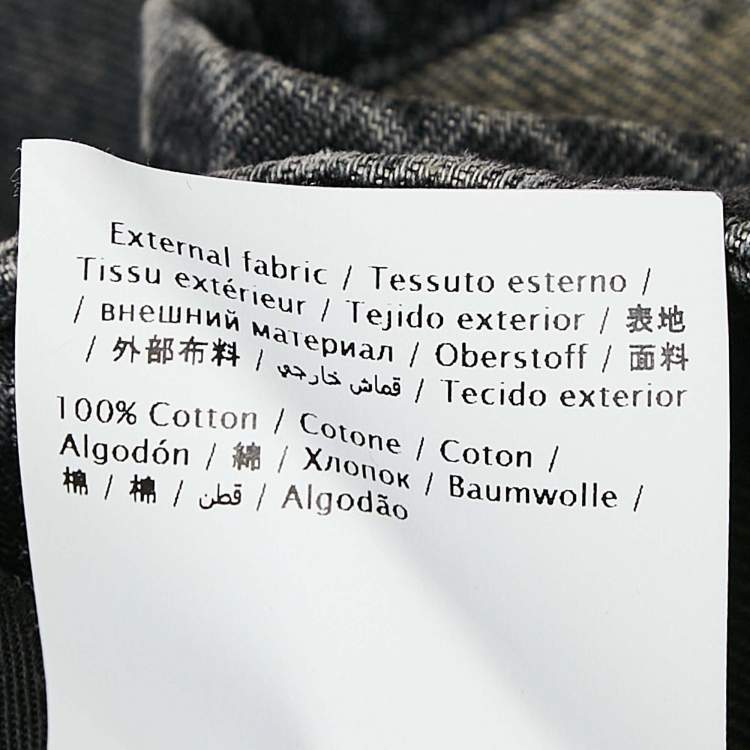 External fabric / Tessuto esterno /
Tissu extérieur / Tejido exterior / 表地
/ внешний материал / Oberstoff / 面料
/ 外部布料 / قماش خارجي / Tecido exterior
100% Cotton / Cotone / Coton /
Algodón / 綿 / Хлопок / Baumwolle /
棉 / 棉 / قطن / Algodão